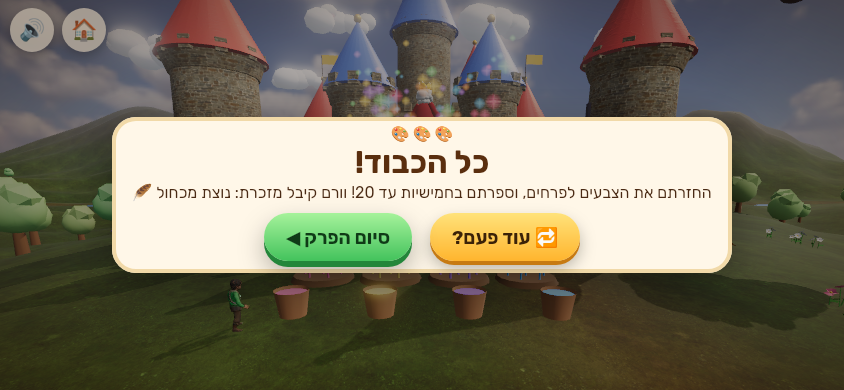 כל הכבוד!
החזרתם את הצבעים לפרחים, וספרתם בחמישיות עד 20! וורם קיבל מזכרת: נוצת מכחול
עוד פעם?
סיום הפרק ◀